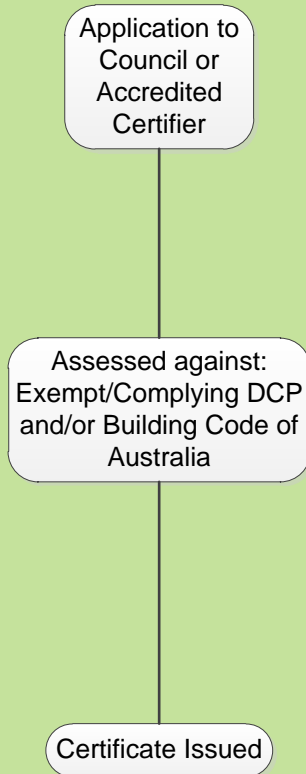 Application to
Council or
Accredited
Certifier
Assessed against:
Exempt/Complying DCP
and/or Building Code of
Australia
Certificate Issued